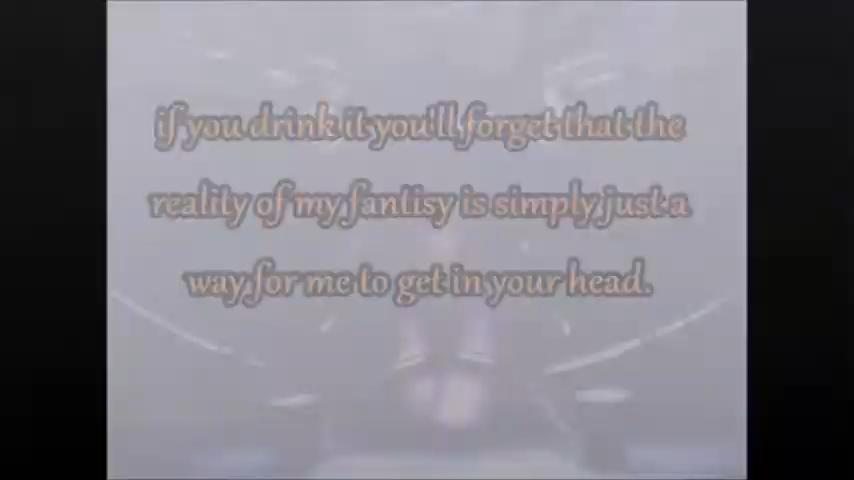 if you drink it you'll forget that the
reality of my fantisy is simply just a
way for me to get in your head.